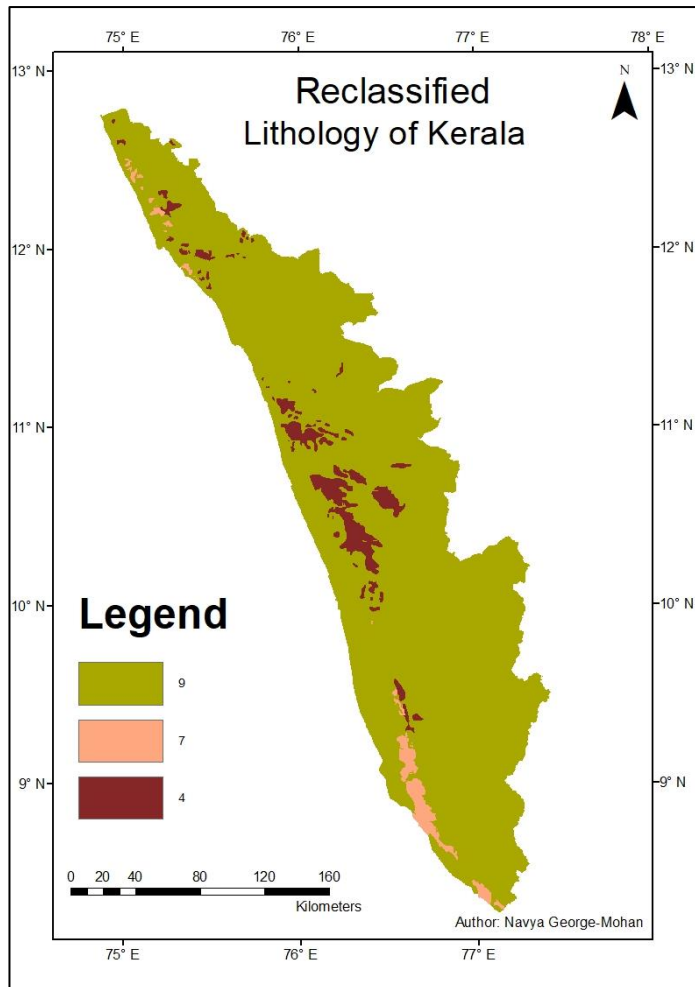 75° E 76° E 77° E 78° E
13° N 13° N
N
Reclassified
Lithology of Kerala
12° N 12° N
11° N 11° N
10° N 10° N
Legend
9
7
4
9° N 9° N
0 20 40 80 120 160
Kilometers
Author: Navya George-Mohan
75° E 76° E 77° E